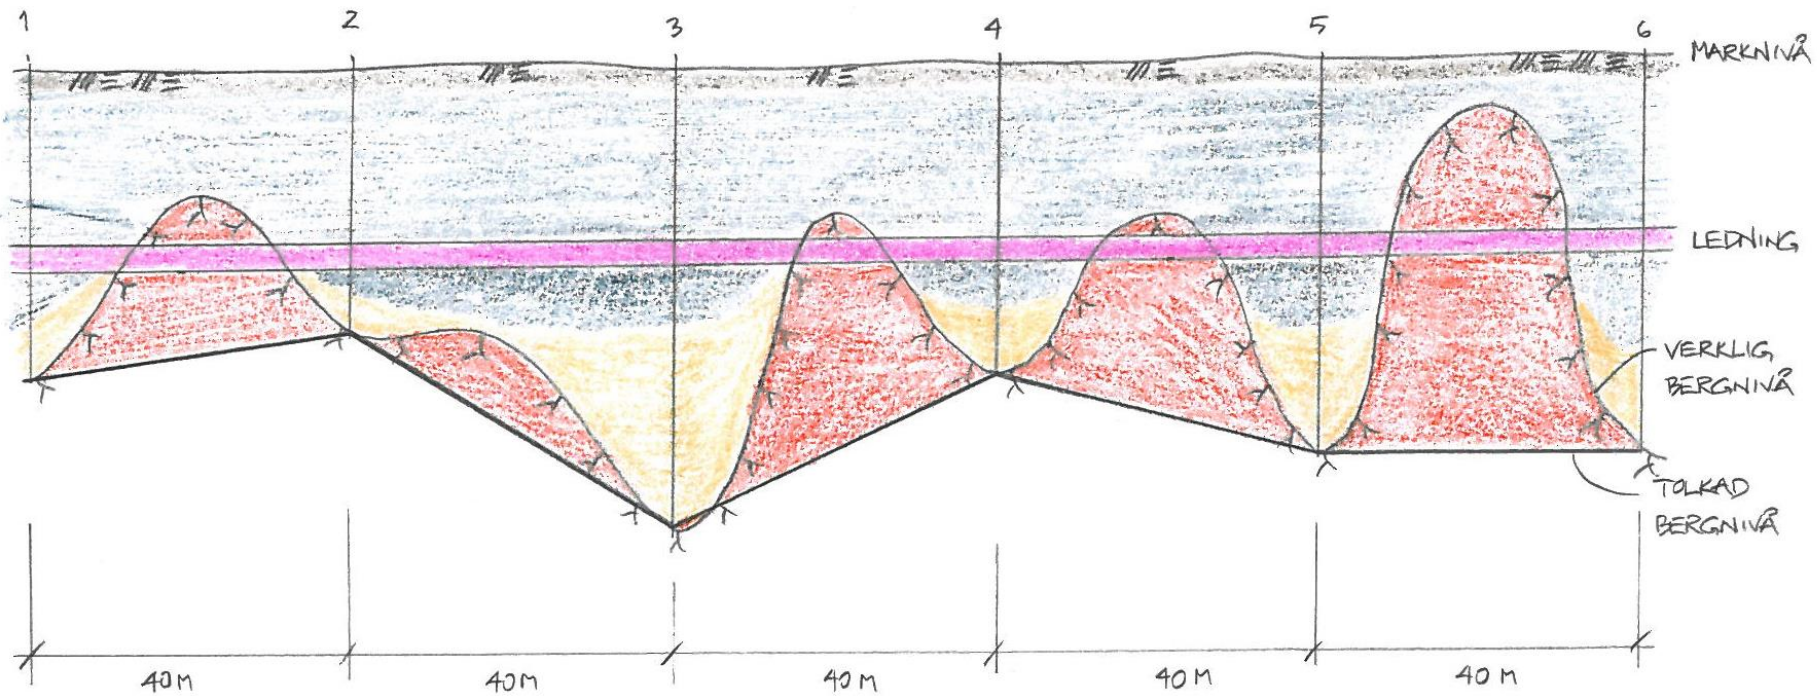 1 2 3 4 5 6
MARKNIVÅ
LEDNING
VERKLIG
BERGNIVÅ
TOLKAD
BERGNIVÅ
40M 40M 40M 40M 40M